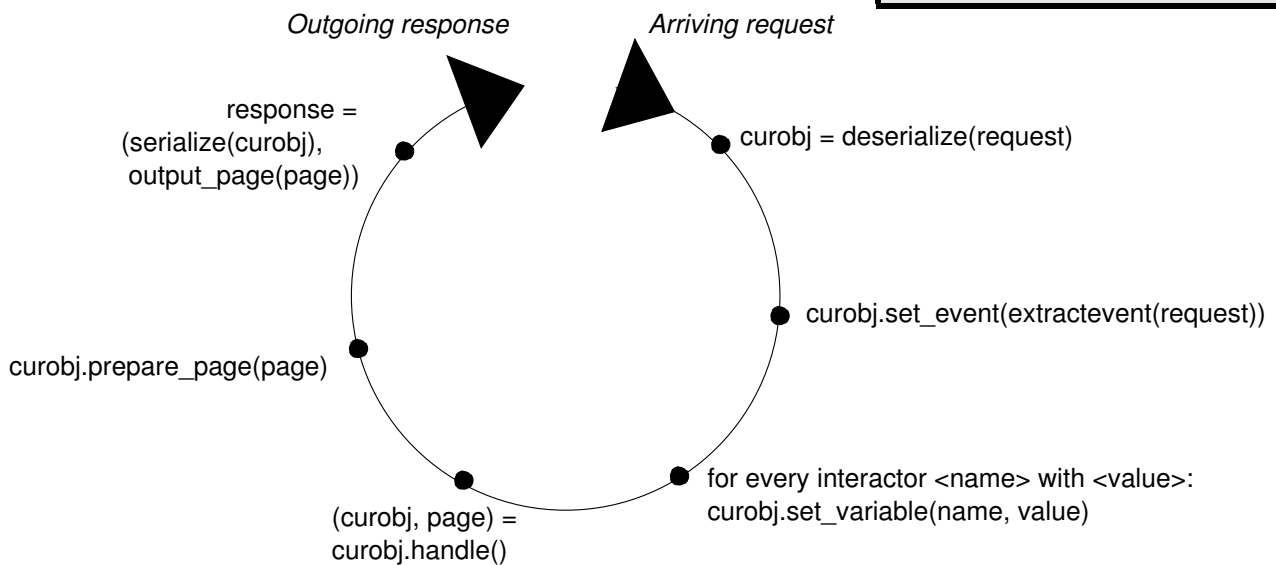 Outgoing response
Arriving request
response =
(serialize(curobj),
output_page(page))
curobj = deserialize(request)
curobj.set_event(extractevent(request))
curobj.prepare_page(page)
for every interactor <name> with <value>:
curobj.set_variable(name, value)
(curobj, page) =
curobj.handle()